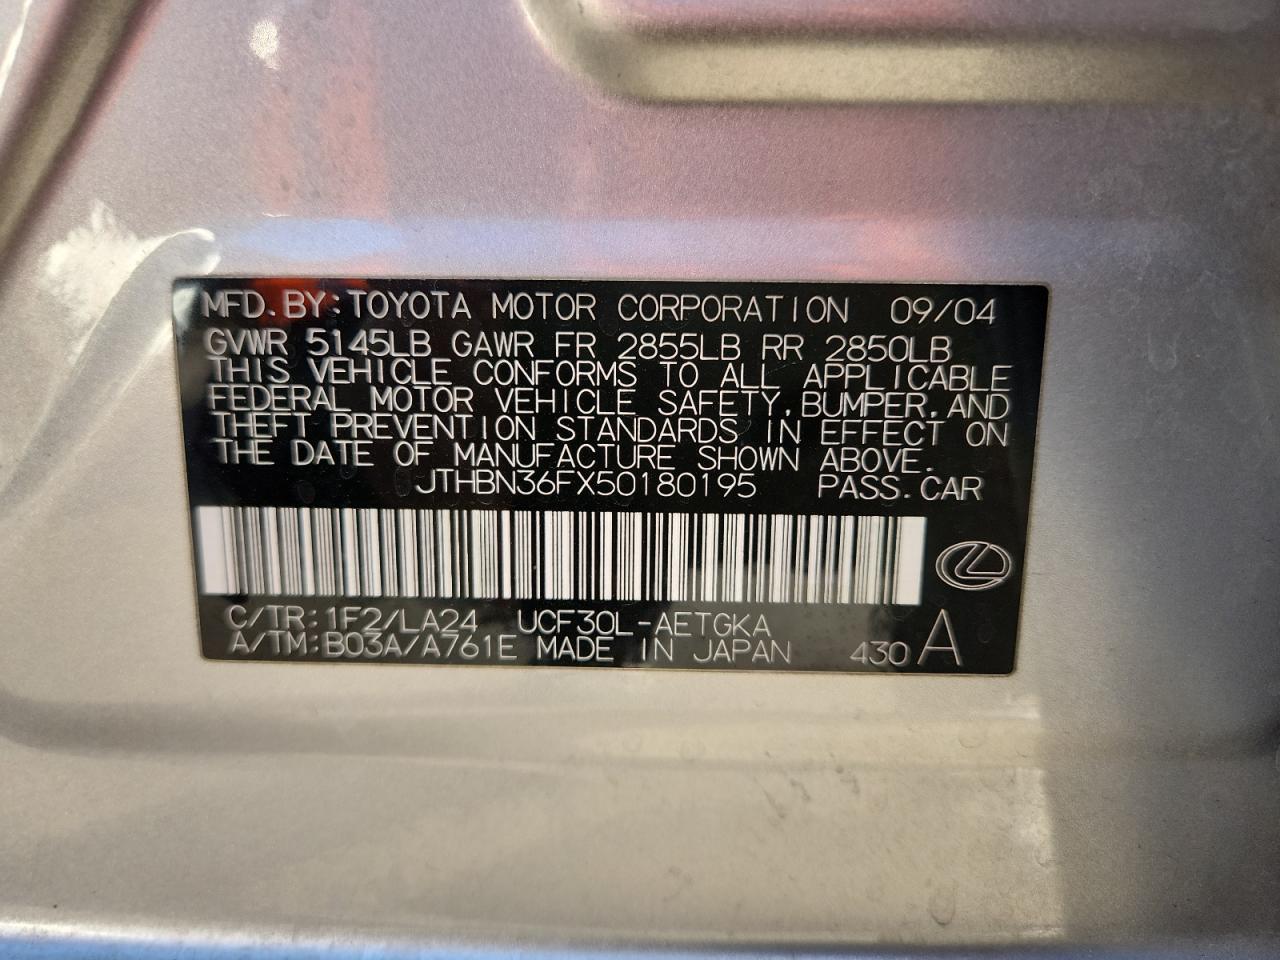 MFD.BY:TOYOTA MOTOR CORPORATION 09/04
GVWR 5145LB GAWR FR 2855LB RR 2850LB
THIS VEHICLE CONFORMS TO ALL APPLICABLE
FEDERAL MOTOR VEHICLE SAFETY,BUMPER,AND
THEFT PREVENTION STANDARDS IN EFFECT ON
THE DATE OF MANUFACTURE SHOWN ABOVE.
JTHBN36FX50180195 PASS.CAR
C/TR:1F2/LA24 UCF30L-AETGKA
A/TM:B03A/A761E MADE IN JAPAN 430 A